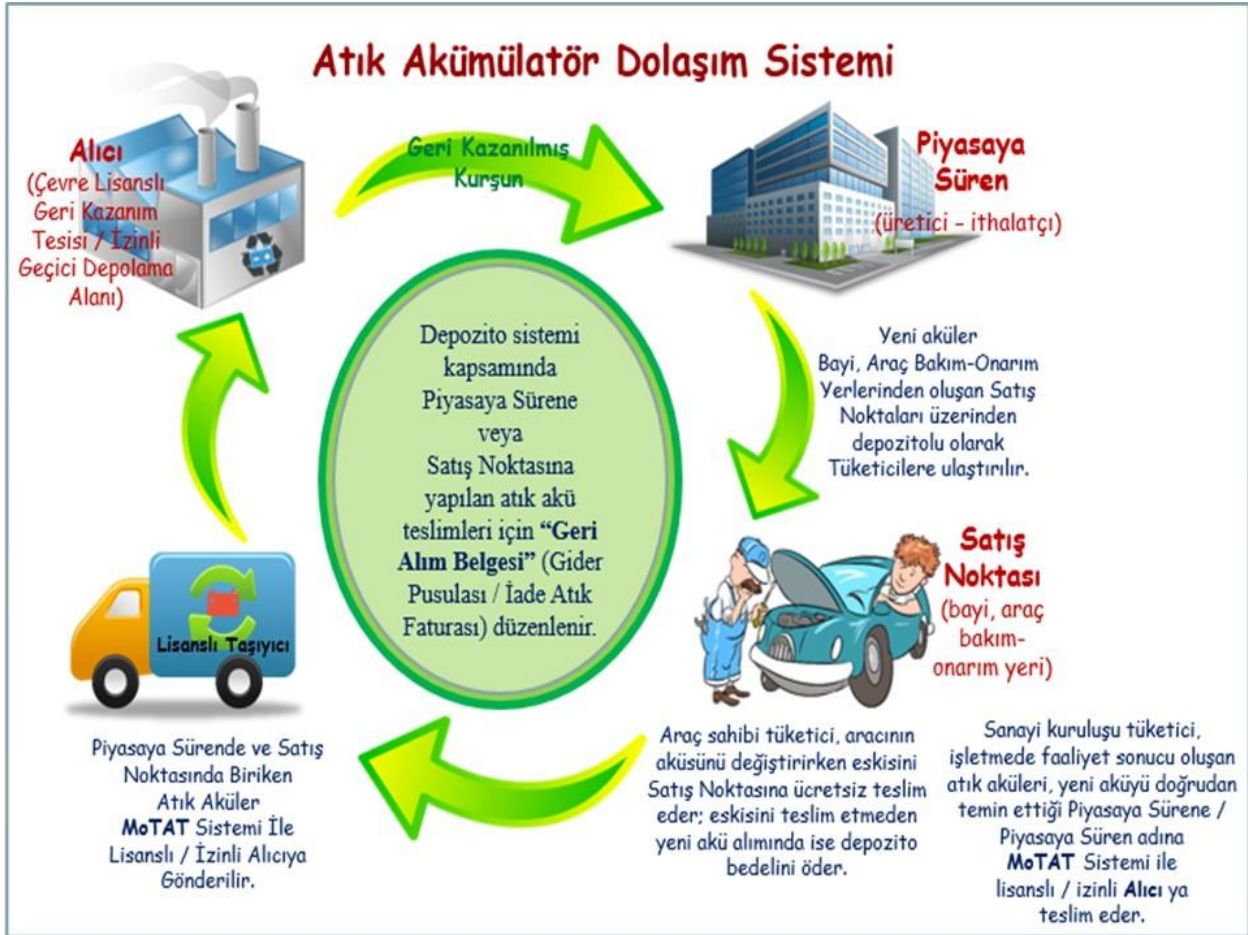 Atık Akümülatör Dolaşım Sistemi
Alıcı
(Çevre Lisanslı
Geri Kazanım
Tesisi / İzinli
Geçici Depolama
Alanı)
Geri Kazanılmış
Kurşun
Piyasaya
Süren
(üretici – ithalatçı)
Yeni aküler
Bayi, Araç Bakım-Onarım
Yerlerinden oluşan Satış
Noktaları üzerinden
depozitolu olarak
Tüketicilere ulaştırılır.
Depozito sistemi
kapsamında
Piyasaya Sürene
veya
Satış Noktasına
yapılan atık akü
teslimleri için “Geri
Alım Belgesi” (Gider
Pusulası / İade Atık
Faturası) düzenlenir.
Satış
Noktası
(bayi, araç
bakım-
onarım yeri)
Lisanslı Taşıyıcı
Piyasaya Sürende ve Satış
Noktasında Biriken
Atık Aküler
MoTAT Sistemi İle
Lisanslı / İzinli Alıcıya
Gönderilir.
Araç sahibi tüketici, aracının
aküsünü değiştirirken eskisini
Satış Noktasına ücretsiz teslim
eder; eskisini teslim etmeden
yeni akü alımında ise depozito
bedelini öder.
Sanayi kuruluşu tüketici,
işletmede faaliyet sonucu oluşan
atık aküleri, yeni aküyü doğrudan
temin ettiği Piyasaya Sürene /
Piyasaya Süren adına
MoTAT Sistemi ile
lisanslı / izinli Alıcı ya
teslim eder.